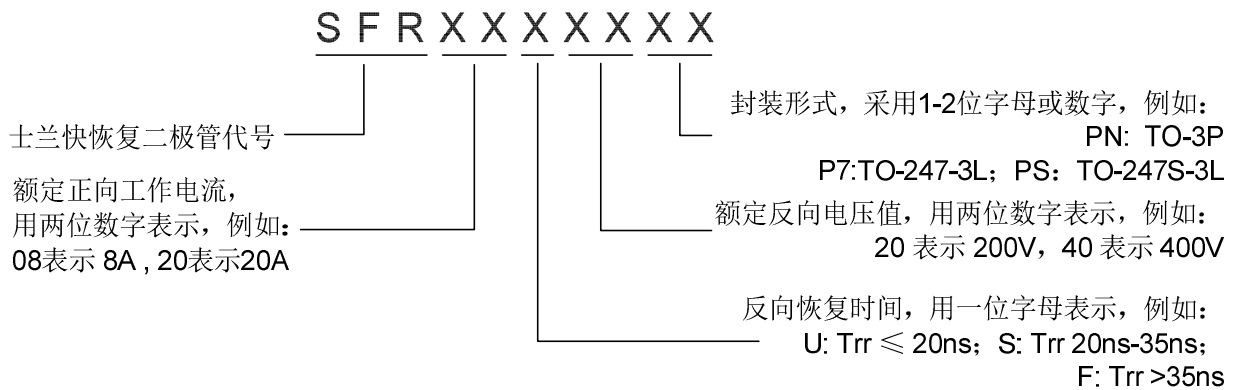 S F R X X X X X X X
士兰快恢复二极管代号
额定正向工作电流，
用两位数字表示，例如：
08表示 8A , 20表示20A
封装形式，采用1-2位字母或数字，例如：
PN: TO-3P
P7:TO-247-3L；PS：TO-247S-3L
额定反向电压值，用两位数字表示，例如：
20 表示 200V，40 表示 400V
反向恢复时间，用一位字母表示，例如：
U: Trr ≤ 20ns；S: Trr 20ns-35ns；
F: Trr >35ns